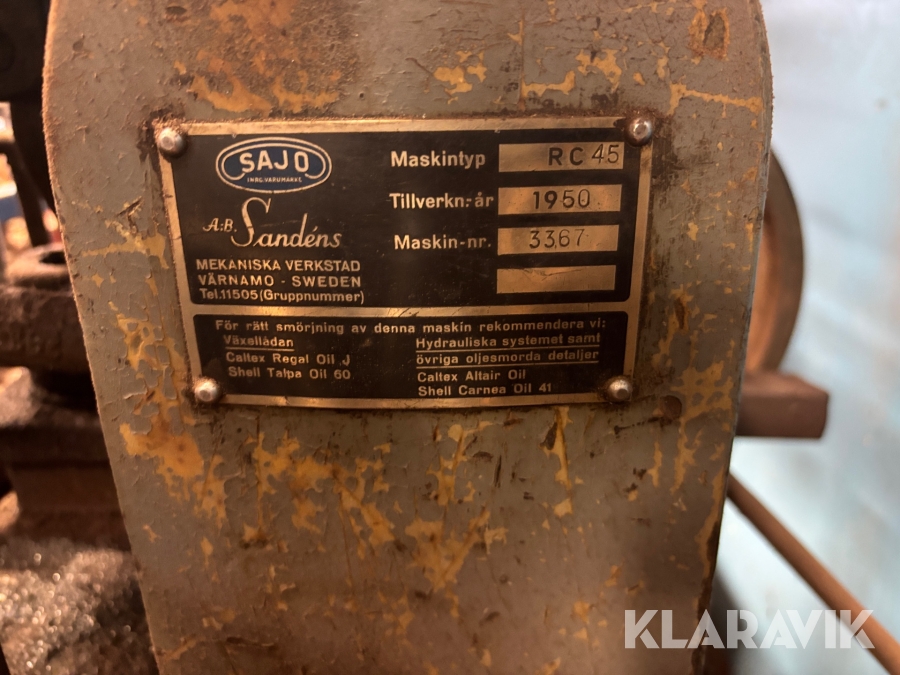 SAJO
INREG. VARUMÄRKE
A.-B. Sandéns
MEKANISKA VERKSTAD
VÄRNAMO - SWEDEN
Tel.11505 (Gruppnummer)
Maskintyp RC 45
Tillverkn.-år 1950
Maskin-nr. 3367
För rätt smörjning av denna maskin rekommendera vi:
Växellådan
Caltex Regal Oil J
Shell Talpa Oil 60
Hydrauliska systemet samt
övriga oljesmorda detaljer
Caltex Altair Oil
Shell Carnea Oil 41
KLARAVIK